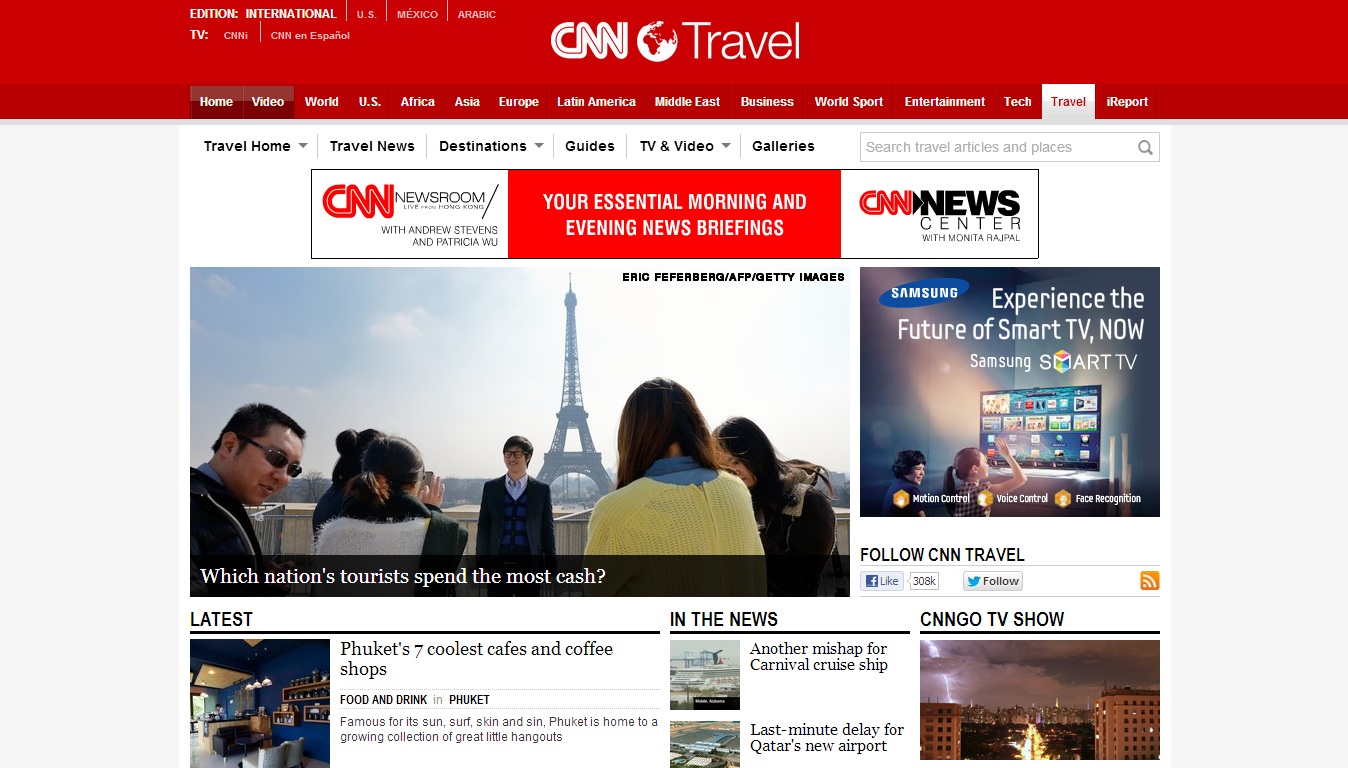 EDITION: INTERNATIONAL U.S. MÉXICO ARABIC
TV: CNNi CNN en Español
CNN Travel
Home Video World U.S. Africa Asia Europe Latin America Middle East Business World Sport Entertainment Tech Travel iReport
Travel Home Travel News Destinations Guides TV & Video Galleries Search travel articles and places
CNN NEWSROOM
LIVE FROM HONG KONG
WITH ANDREW STEVENS
AND PATRICIA WU
YOUR ESSENTIAL MORNING AND
EVENING NEWS BRIEFINGS
CNN NEWS
CENTER
WITH MONITA RAJPAL
ERIC FEFERBERG/AFP/GETTY IMAGES
Which nation's tourists spend the most cash?
SAMSUNG
Experience the
Future of Smart TV, NOW
Samsung SMART TV
Motion Control Voice Control Face Recognition
FOLLOW CNN TRAVEL
Like 308k Follow
LATEST
Phuket's 7 coolest cafes and coffee
shops
FOOD AND DRINK in PHUKET
Famous for its sun, surf, skin and sin, Phuket is home to a
growing collection of great little hangouts
IN THE NEWS
Another mishap for
Carnival cruise ship
Mobile, Alabama
Last-minute delay for
Qatar's new airport
CNNGO TV SHOW